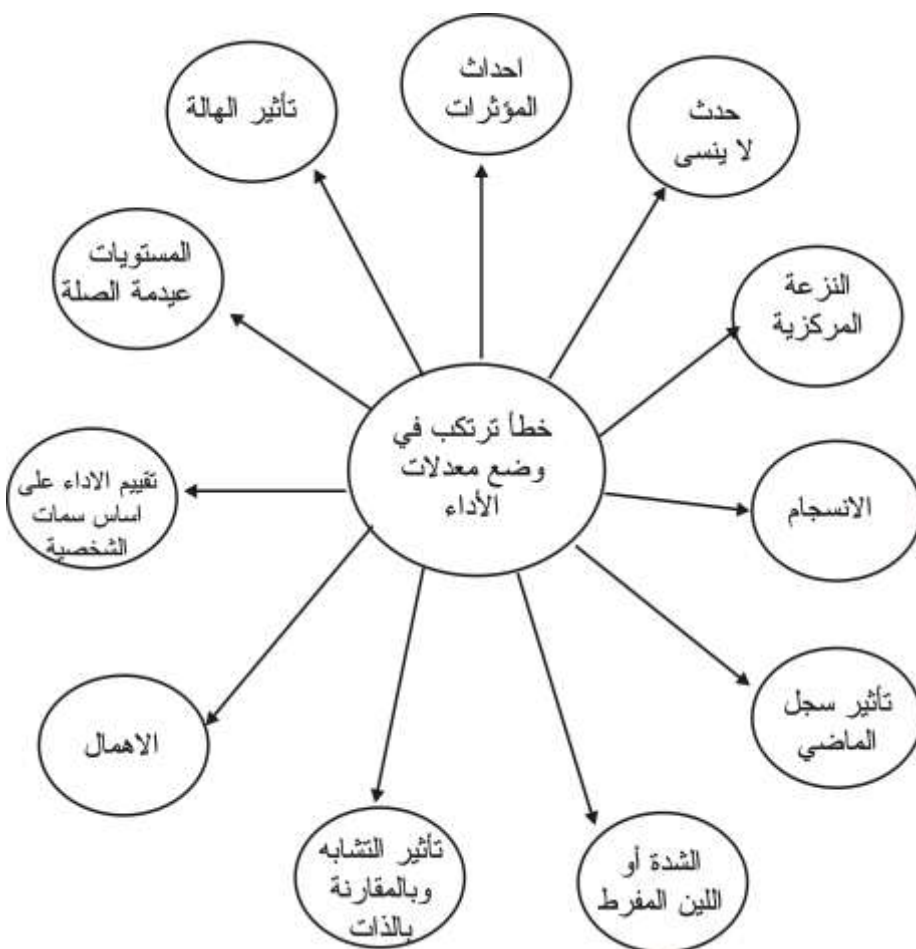 خطأ ترتكب في
وضع معدلات
الأداء
احداث
المؤثرات
حدث
لا ينسى
النزعة
المركزية
الانسجام
تأثير سجل
الماضي
الشدة أو
اللين المفرط
تأثير التشابه
وبالمقارنة
بالذات
الاهمال
تقييم الاداء على
اساس سمات
الشخصية
المستويات
عيدمة الصلة
تأثير الهالة